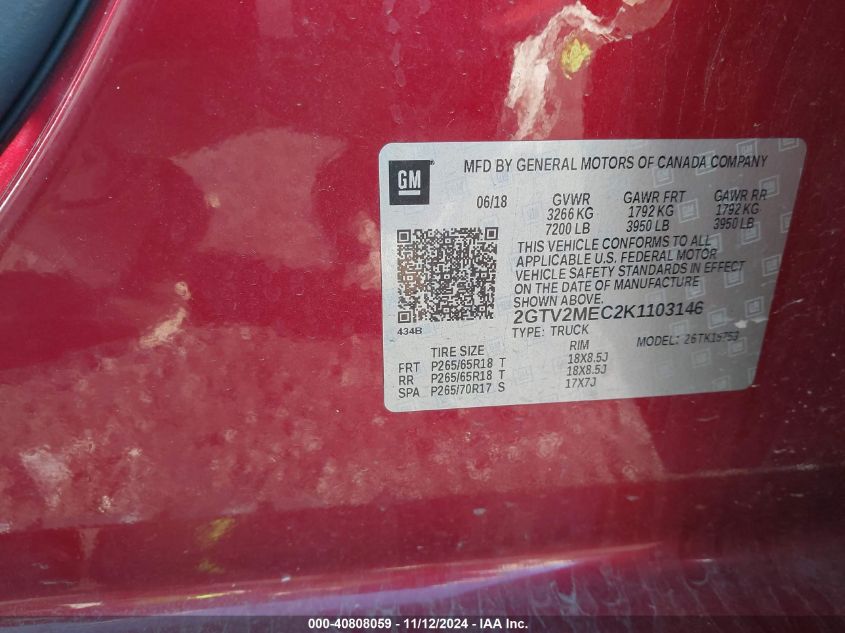 GM
MFD BY GENERAL MOTORS OF CANADA COMPANY
06/18 GVWR GAWR FRT GAWR RR
3266 KG 1792 KG 1792 KG
7200 LB 3950 LB 3950 LB
THIS VEHICLE CONFORMS TO ALL
APPLICABLE U.S. FEDERAL MOTOR
VEHICLE SAFETY STANDARDS IN EFFECT
ON THE DATE OF MANUFACTURE
SHOWN ABOVE.
2GTV2MEC2K1103146
434B TYPE: TRUCK MODEL:
TIRE SIZE RIM
FRT P265/65R18 T 18X8.5J
RR P265/65R18 T 18X8.5J
SPA P265/70R17 S 17X7J
000-40808059 - 11/12/2024 - IAA Inc.